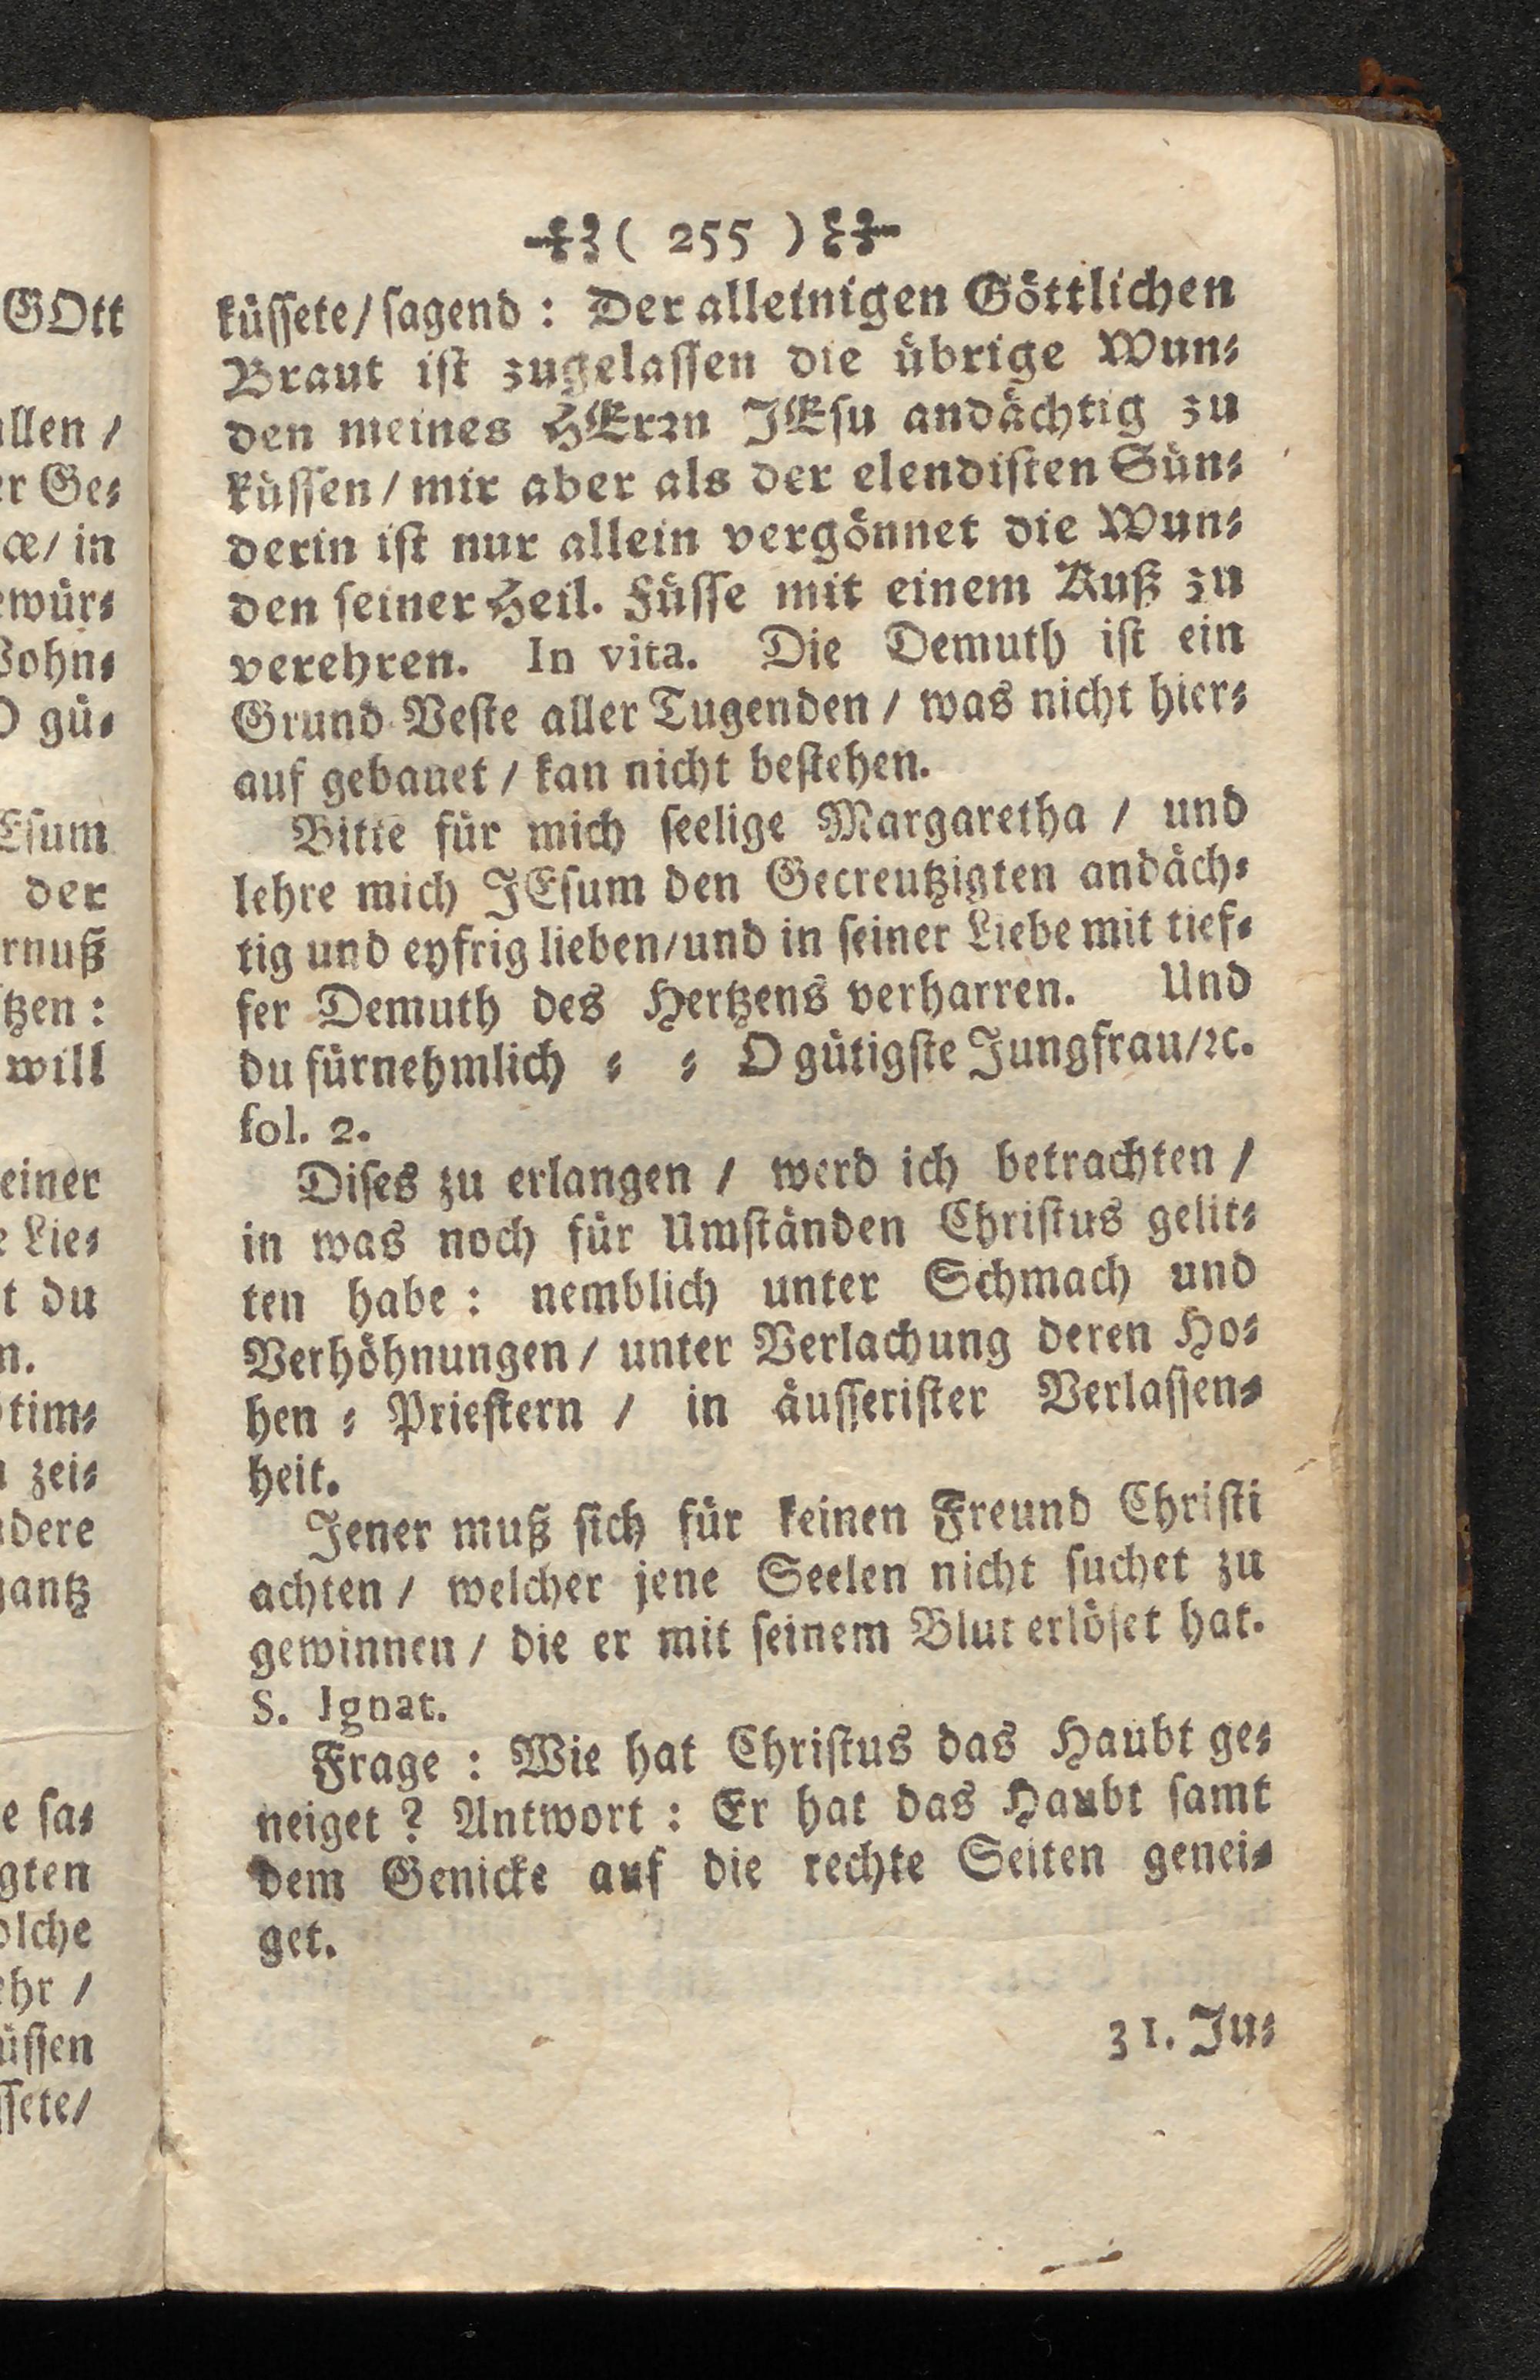 ( 255 )
küssete/ sagend : Der alleinigen Göttlichen
Braut ist zugelassen die übrige Wun⸗
den meines HErꝛn JEsu andächtig zu
küssen / mir aber als der elendisten Sün⸗
derin ist nur allein vergönnet die Wun⸗
den seiner Heil. Füsse mit einem Kuß zu
verehren. In vita. Die Demuth ist ein
Grund-Veste aller Tugenden / was nicht hier⸗
auf gebauet / kan nicht bestehen.
Bitte für mich seelige Margaretha / und
lehre mich JEsum den Gecreutzigten andäch⸗
tig und eyfrig lieben/ und in seiner Liebe mit tief⸗
fer Demuth des Hertzens verharren. Und
du fürnehmlich ⸗ ⸗ O gütigste Jungfrau/ ꝛc.
fol. 2.
Dises zu erlangen / werd ich betrachten /
in was noch für Umständen Christus gelit⸗
ten habe : nemblich unter Schmach und
Verhöhnungen / unter Verlachung deren Ho⸗
hen ⸗ Priestern / in äusseristter Verlassen⸗
heit.
Jener muß sich für keinen Freund Christi
achten / welcher jene Seelen nicht suchet zu
gewinnen / die er mit seinem Blut erlöset hat.
S. Ignat.
Frage : Wie hat Christus das Haubt ge⸗
neiget ? Antwort : Er hat das Haubt samt
dem Genicke auf die rechte Seiten genei⸗
get.
31. Ju⸗